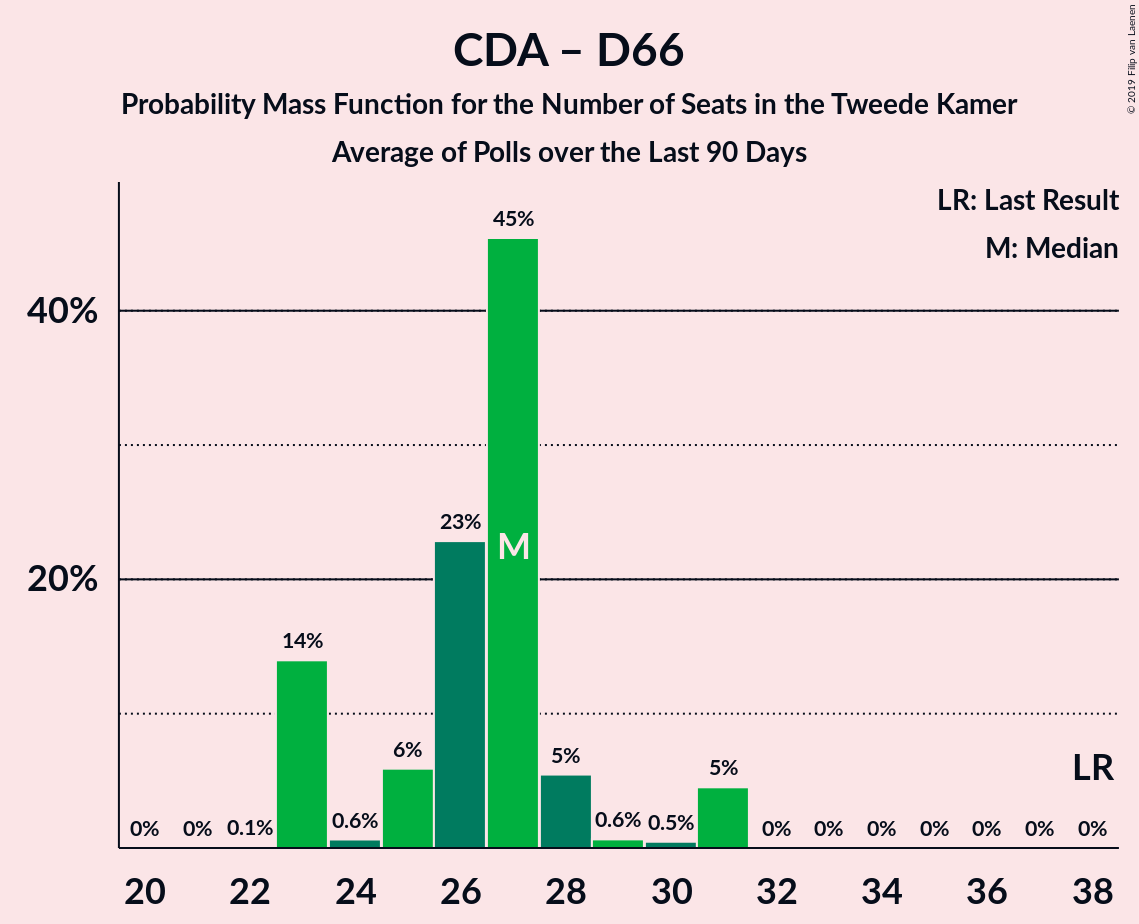 CDA – D66
Probability Mass Function for the Number of Seats in the Tweede Kamer
Average of Polls over the Last 90 Days
© 2019 Filip van Laenen
LR: Last Result
M: Median
40%
20%
0%
0%
0.1%
14%
0.6%
6%
23%
45%
M
5%
0.6%
0.5%
5%
0%
0%
0%
0%
0%
0%
0%
LR
20 22 24 26 28 30 32 34 36 38